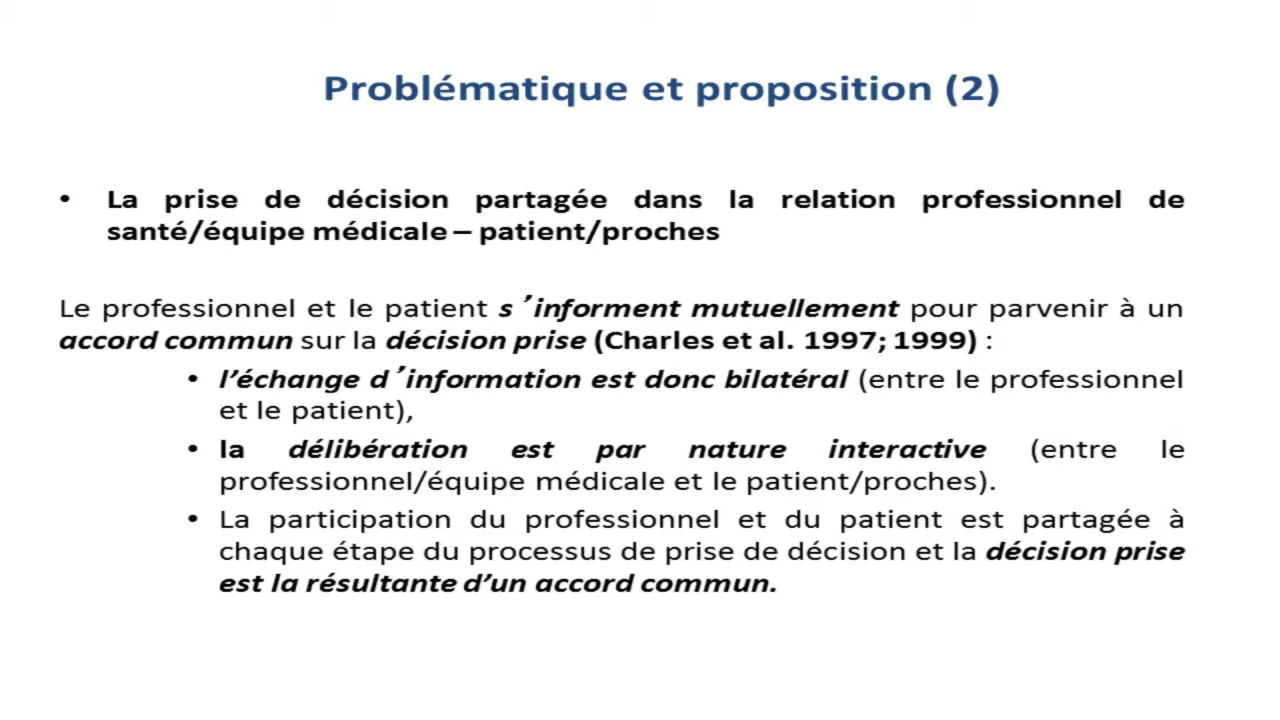 Problématique et proposition (2)
• La prise de décision partagée dans la relation professionnel de
santé/équipe médicale – patient/proches
Le professionnel et le patient s’informent mutuellement pour parvenir à un
accord commun sur la décision prise (Charles et al. 1997; 1999) :
• l’échange d’information est donc bilatéral (entre le professionnel
et le patient),
• la délibération est par nature interactive (entre le
professionnel/équipe médicale et le patient/proches).
• La participation du professionnel et du patient est partagée à
chaque étape du processus de prise de décision et la décision prise
est la résultante d’un accord commun.